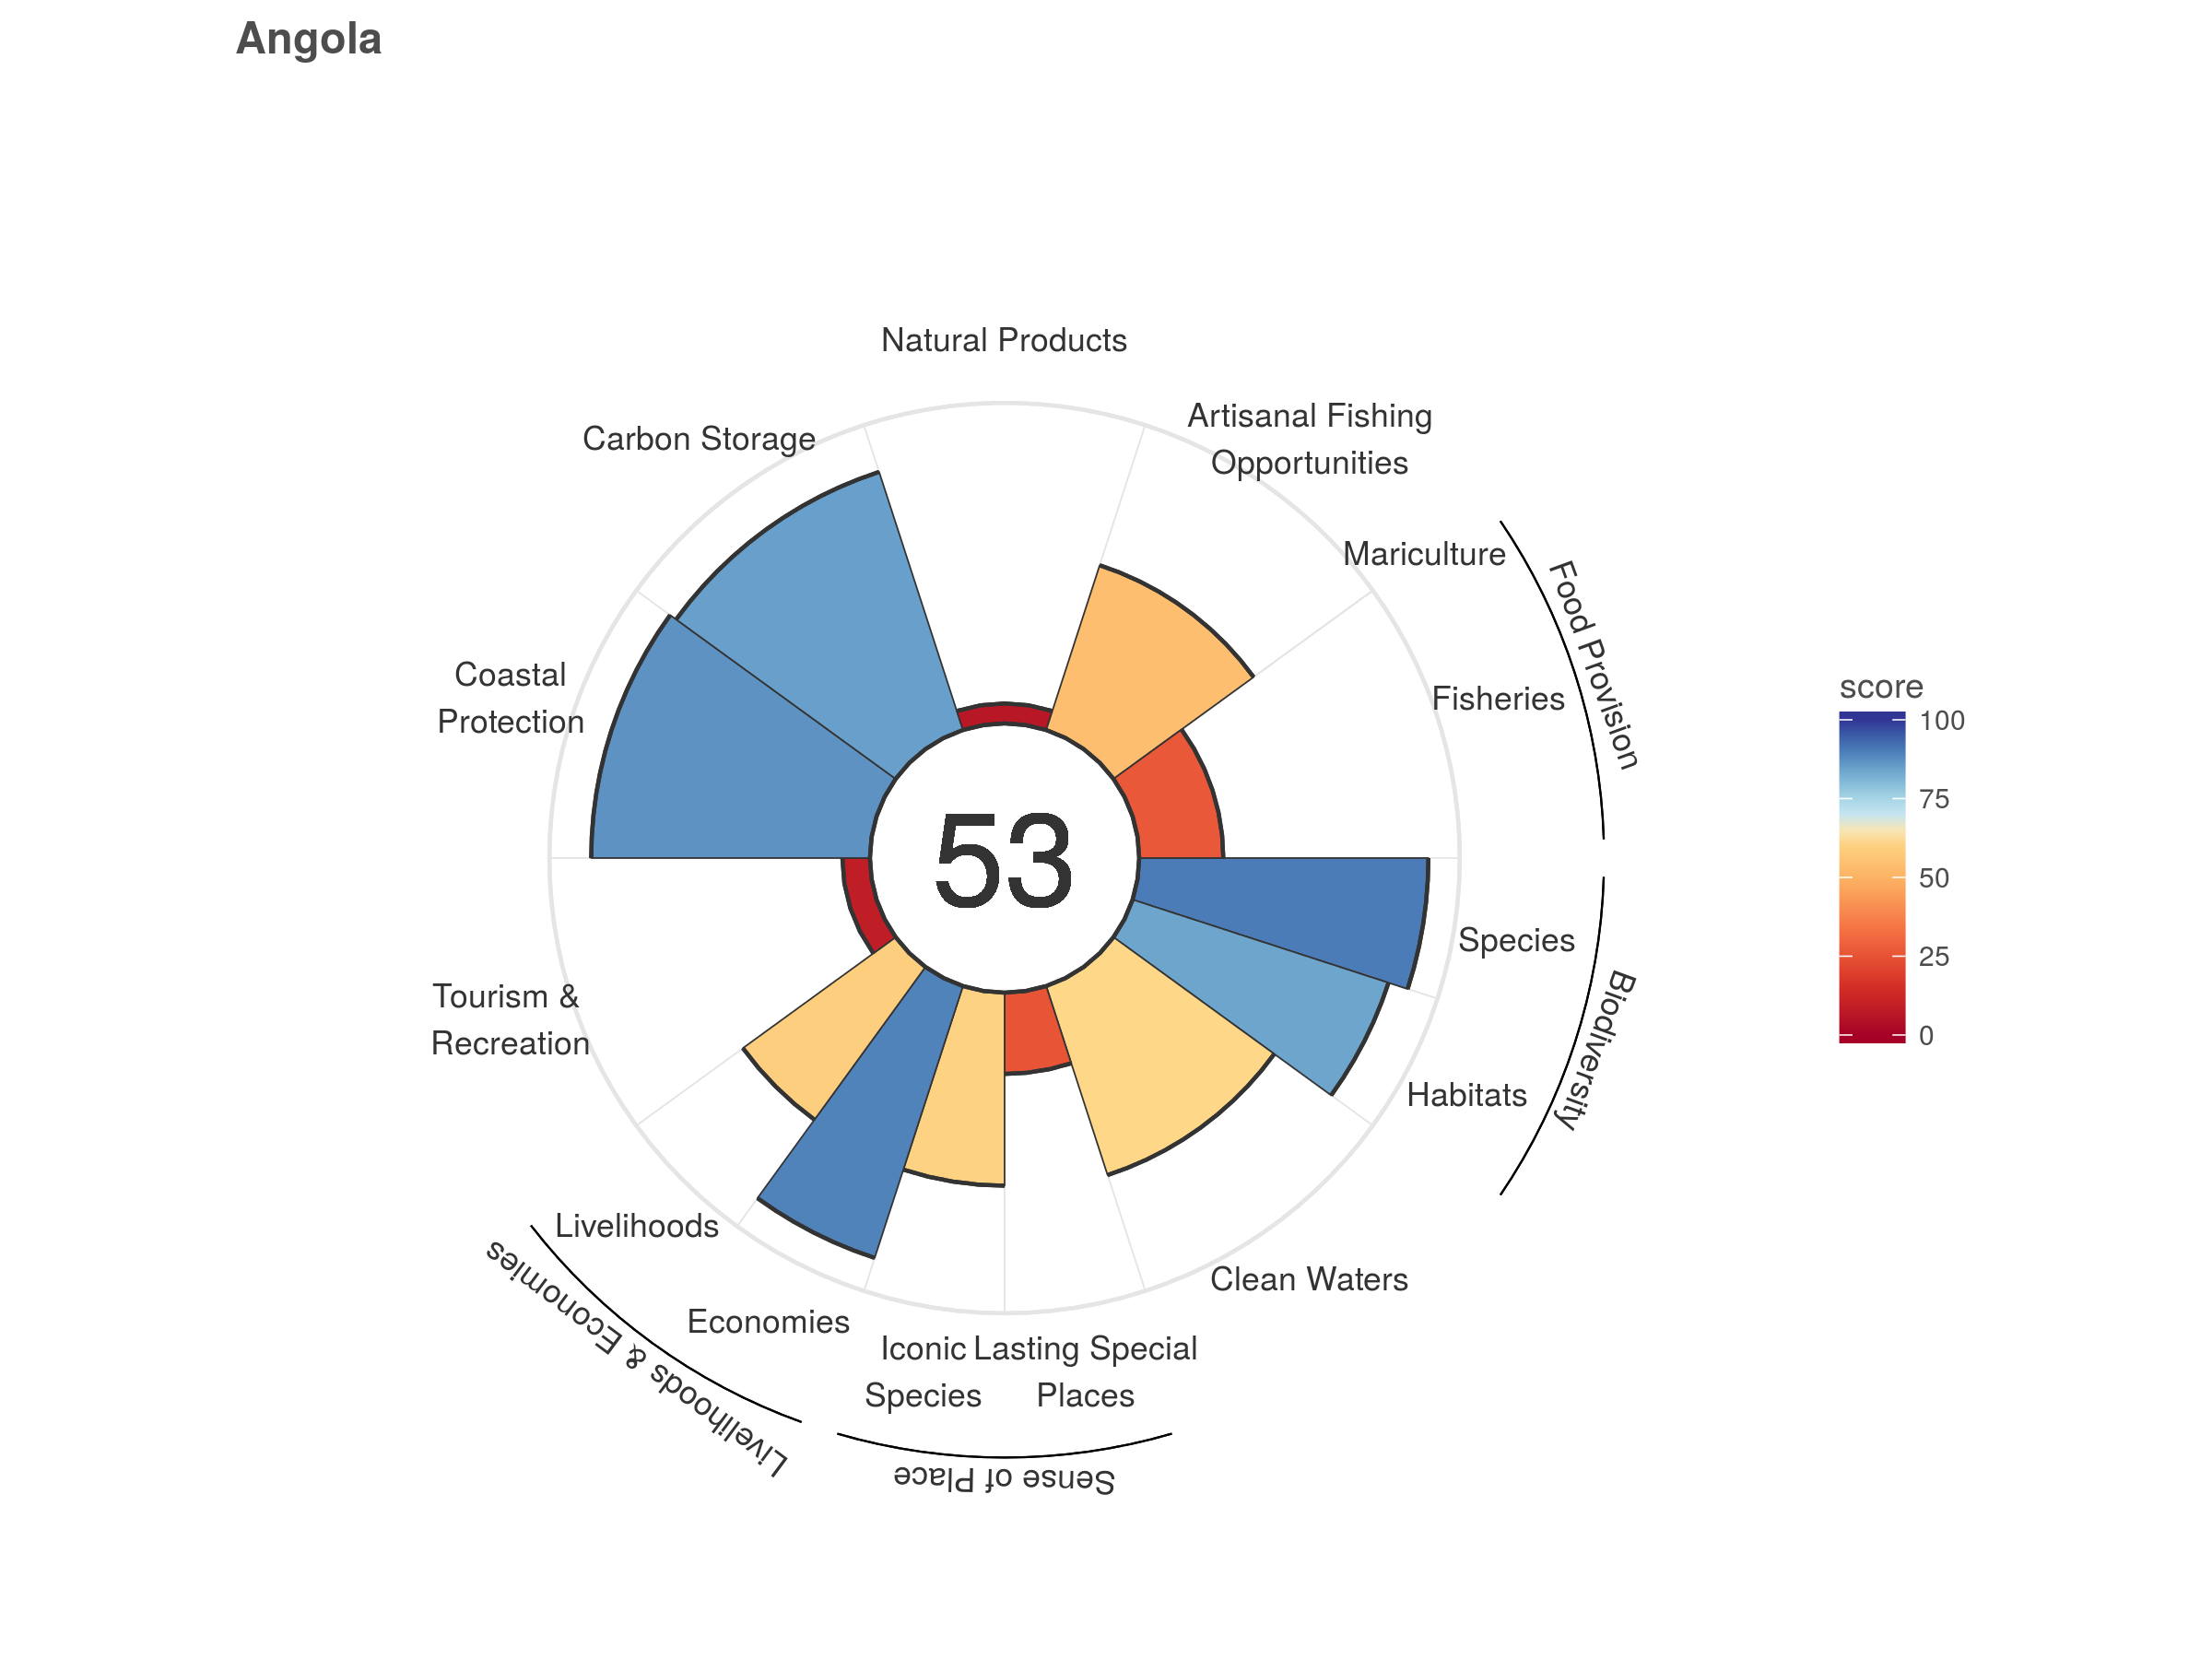 Angola
Natural Products
Carbon Storage
Artisanal Fishing
Opportunities
Mariculture
Food Provision
Fisheries
Coastal
Protection
score
100
75
50
25
0
53
Species
Biodiversity
Habitats
Tourism &
Recreation
Livelihoods
Livelihoods & Economies
Economies
Clean Waters
Iconic
Species
Lasting Special
Places
Sense of Place